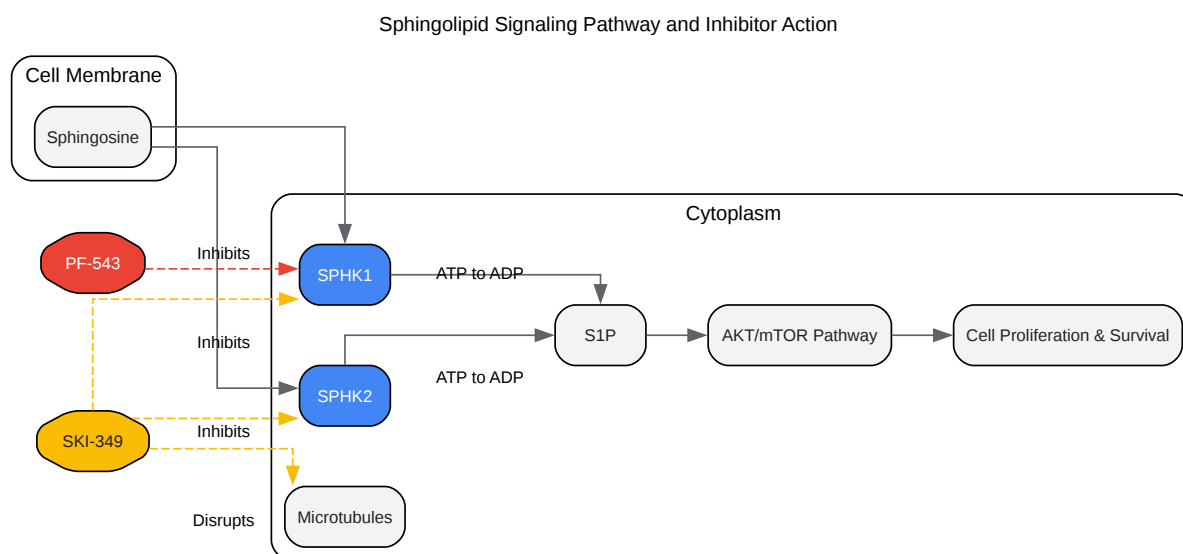 Sphingolipid Signaling Pathway and Inhibitor Action
Cell Membrane
Sphingosine
Cytoplasm
PF-543
Inhibits
SPHK1
ATP to ADP
S1P
AKT/mTOR Pathway
Cell Proliferation & Survival
Inhibits
SPHK2
ATP to ADP
SKI-349
Inhibits
Disrupts
Microtubules